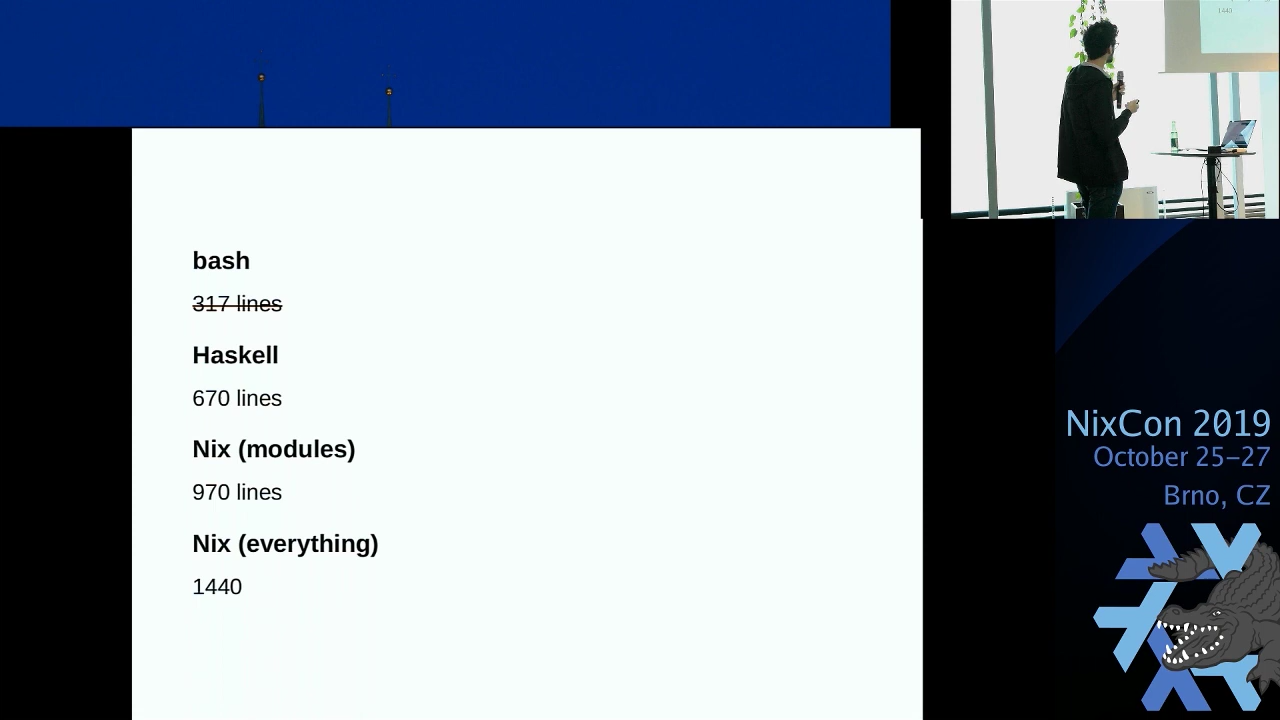 bash
317 lines
Haskell
670 lines
Nix (modules)
970 lines
Nix (everything)
1440
1440
NixCon 2019
October 25–27
Brno, CZ